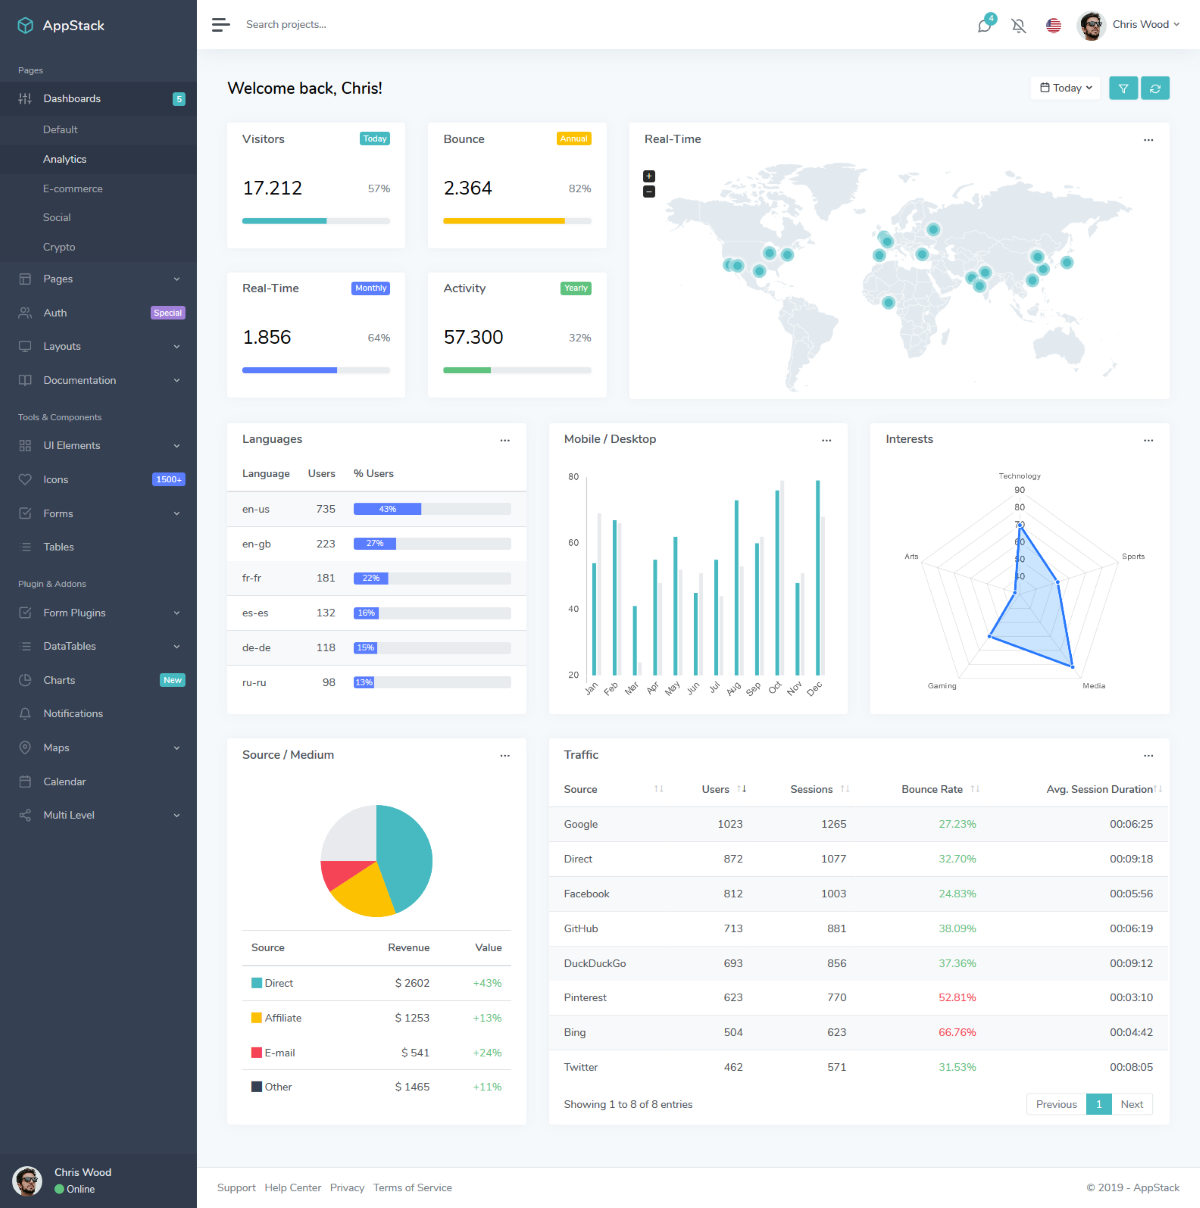 AppStack
Search projects...
4
Chris Wood
Pages
Dashboards 5
Default
Analytics
E-commerce
Social
Crypto
Pages
Auth Special
Layouts
Documentation
Tools & Components
UI Elements
Icons 1500+
Forms
Tables
Plugin & Addons
Form Plugins
DataTables
Charts New
Notifications
Maps
Calendar
Multi Level
Chris Wood
Online
Welcome back, Chris!
Today
Visitors Today
17.212 57%
Bounce Annual
2.364 82%
Real-Time Monthly
1.856 64%
Activity Yearly
57.300 32%
Real-Time ...
+
−
Languages ...
Language Users % Users
en-us 735 43%
en-gb 223 27%
fr-fr 181 22%
es-es 132 16%
de-de 118 15%
ru-ru 98 13%
Mobile / Desktop ...
80
60
40
20
Jan Feb Mar Apr May Jun Jul Aug Sep Oct Nov Dec
Interests ...
Technology
90
80
70
60
50
40
Arts
Sports
Gaming
Media
Source / Medium ...
Source Revenue Value
Direct $ 2602 +43%
Affiliate $ 1253 +13%
E-mail $ 541 +24%
Other $ 1465 +11%
Traffic ...
Source Users Sessions Bounce Rate Avg. Session Duration
Google 1023 1265 27.23% 00:06:25
Direct 872 1077 32.70% 00:09:18
Facebook 812 1003 24.83% 00:05:56
GitHub 713 881 38.09% 00:06:19
DuckDuckGo 693 856 37.36% 00:09:12
Pinterest 623 770 52.81% 00:03:10
Bing 504 623 66.76% 00:04:42
Twitter 462 571 31.53% 00:08:05
Showing 1 to 8 of 8 entries
Previous 1 Next
Support Help Center Privacy Terms of Service
© 2019 - AppStack